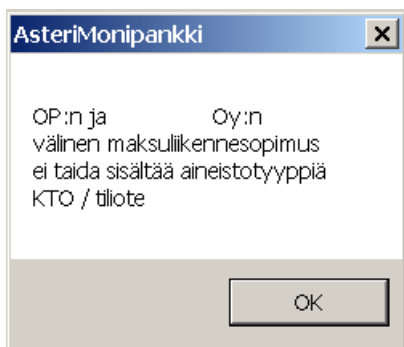 AsteriMonipankki
OP:n ja Oy:n
välinen maksuliikennesopimus
ei taida sisältää aineistotyyppiä
KTO / tiliote
OK